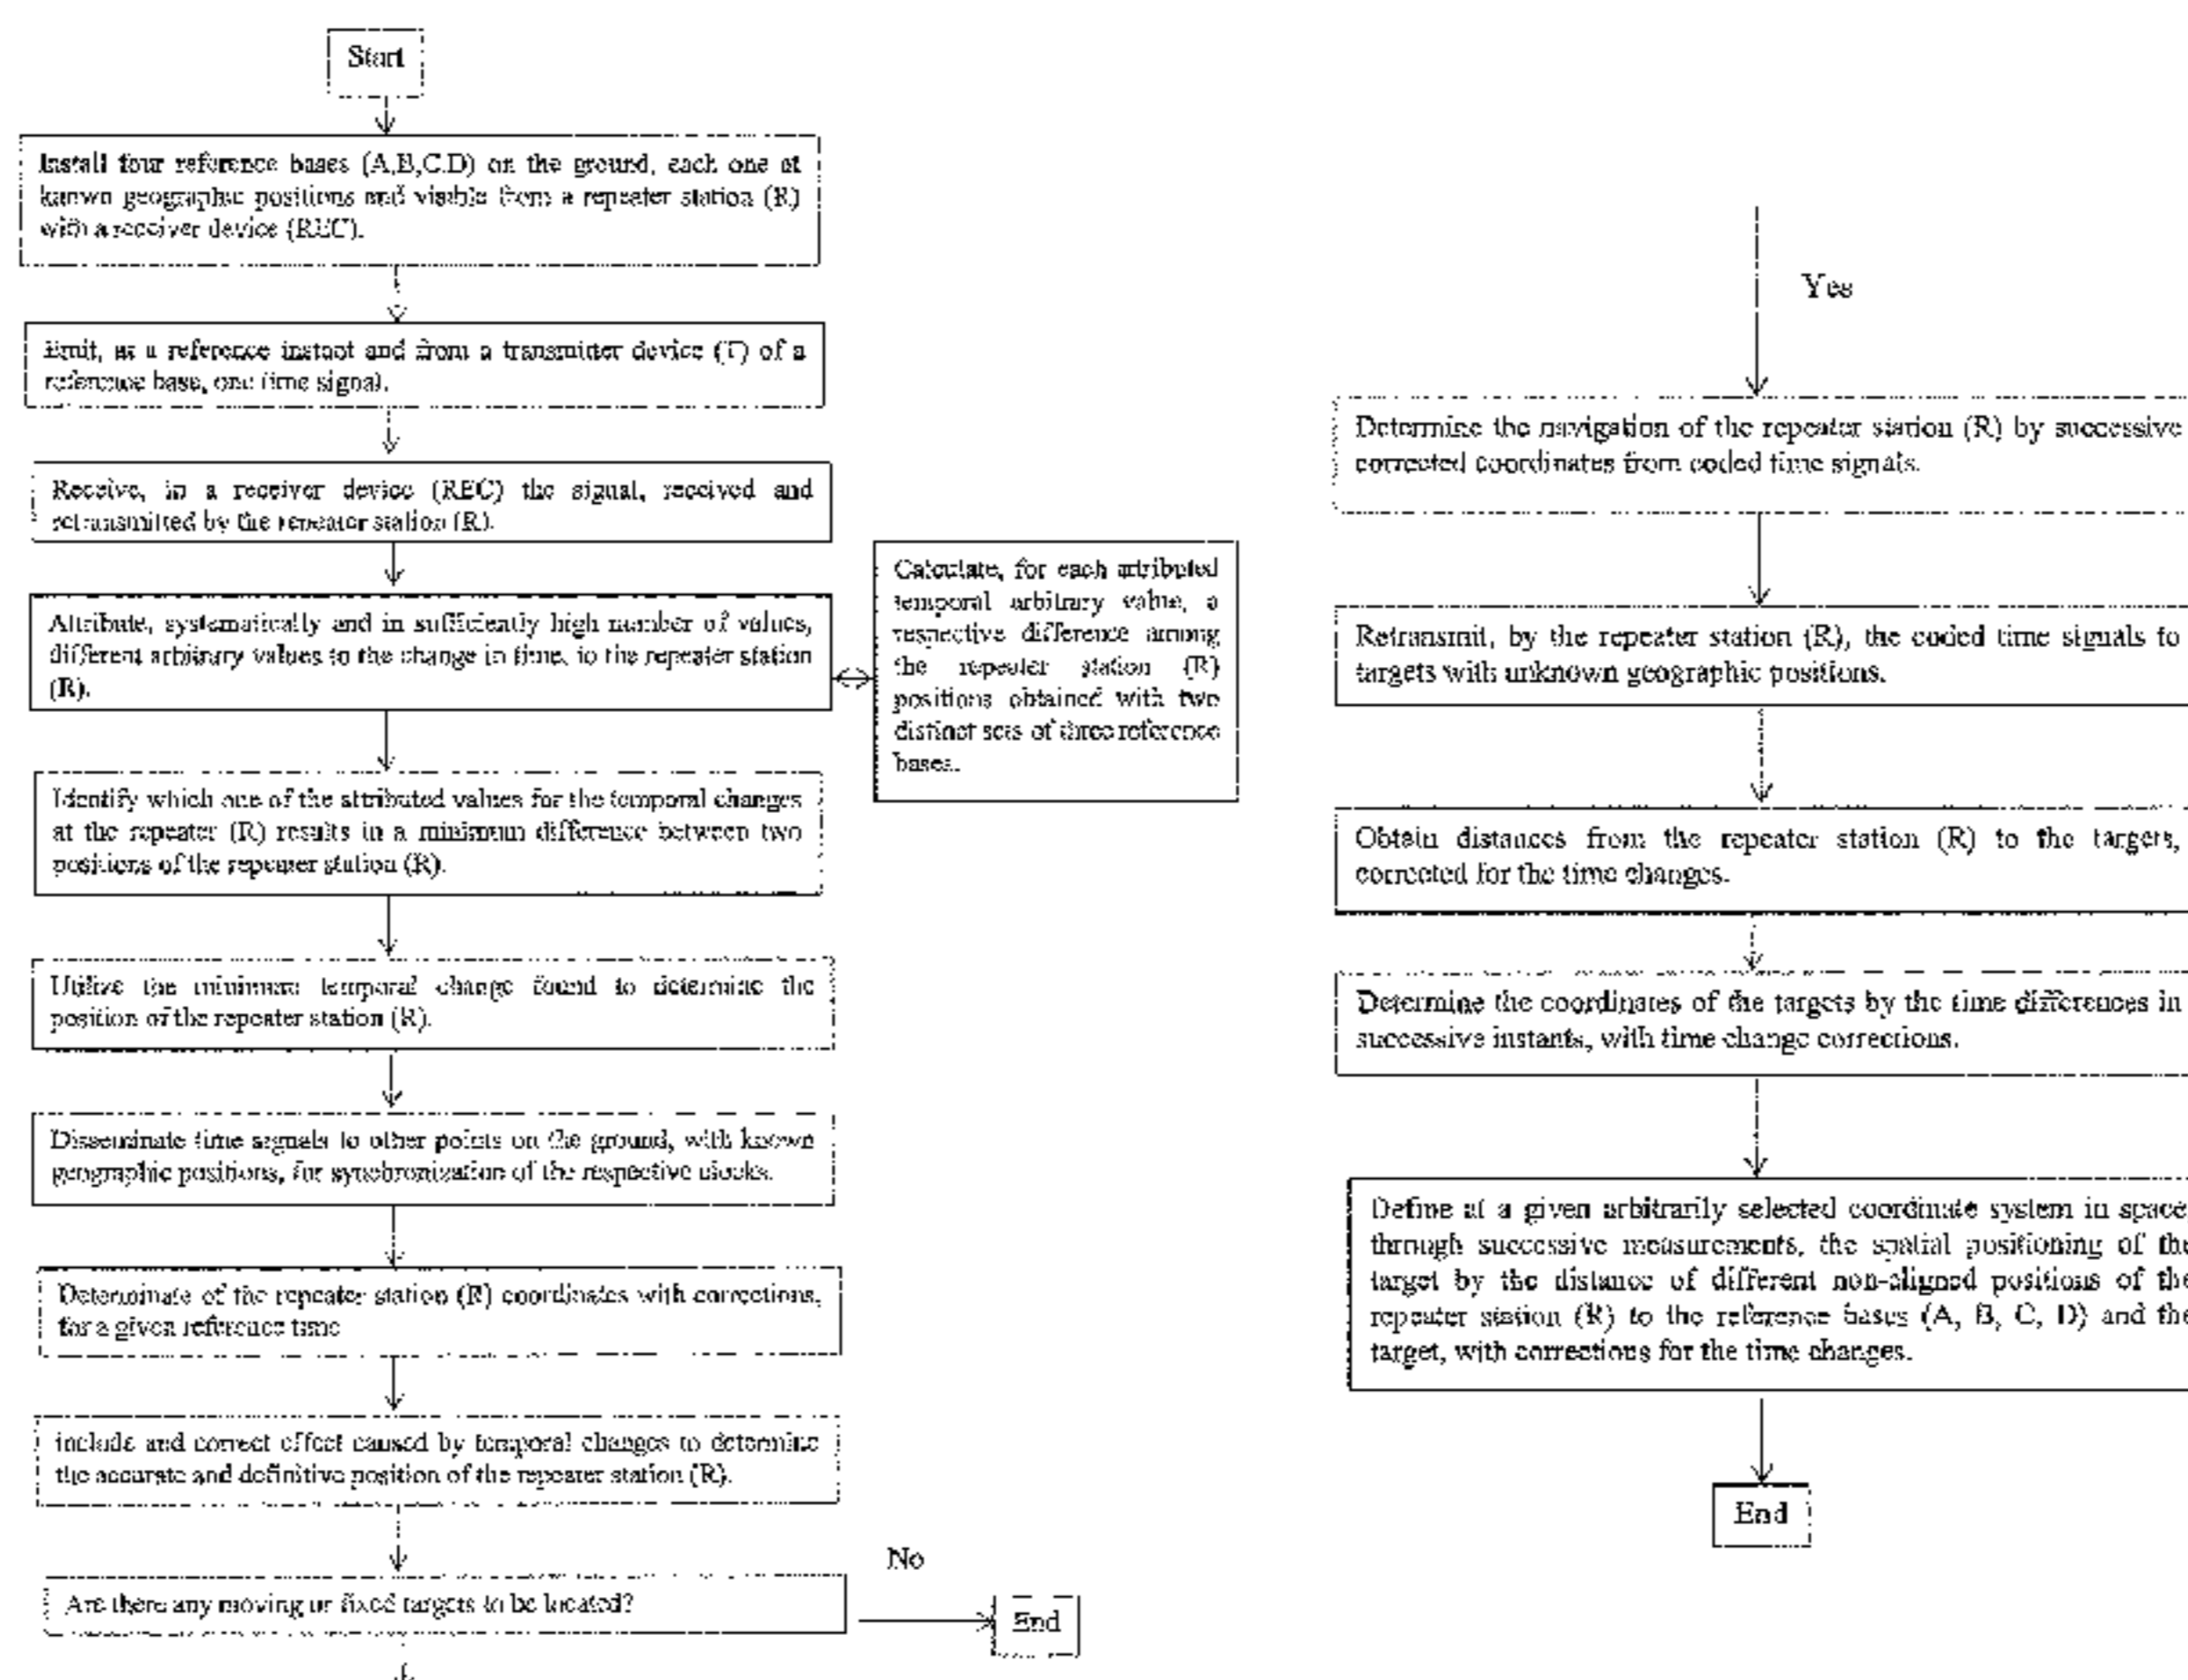 Start
Install four reference bases (A,B,C,D) on the ground, each one at
known geographic positions and visible from a repeater station (R)
with a receiver device (REC).
Emit, at a reference instant and from a transmitter device (T) of a
reference base, one time signal.
Receive, in a receiver device (REC) the signal, received and
retransmitted by the repeater station (R).
Attribute, systematically and in sufficiently high number of values,
different arbitrary values to the change in time, to the repeater station
(R).
Calculate, for each attributed
temporal arbitrary value, a
respective difference among
the repeater station (R)
positions obtained with two
distinct sets of three reference
bases.
Identify which one of the attributed values for the temporal changes
at the repeater (R) results in a minimum difference between two
positions of the repeater station (R).
Utilize the minimum temporal change found to determine the
position of the repeater station (R).
Disseminate time signals to other points on the ground, with known
geographic positions, for synchronization of the respective clocks.
Determinate of the repeater station (R) coordinates with corrections,
for a given reference time
include and correct effect caused by temporal changes to determine
the accurate and definitive position of the repeater station (R).
Are there any moving or fixed targets to be located?
No
End
Yes
Determine the navigation of the repeater station (R) by successive
corrected coordinates from coded time signals.
Retransmit, by the repeater station (R), the coded time signals to
targets with unknown geographic positions.
Obtain distances from the repeater station (R) to the targets,
corrected for the time changes.
Determine the coordinates of the targets by the time differences in
successive instants, with time change corrections.
Define at a given arbitrarily selected coordinate system in space,
through successive measurements, the spatial positioning of the
target by the distance of different non-aligned positions of the
repeater station (R) to the reference bases (A, B, C, D) and the
target, with corrections for the time changes.
End